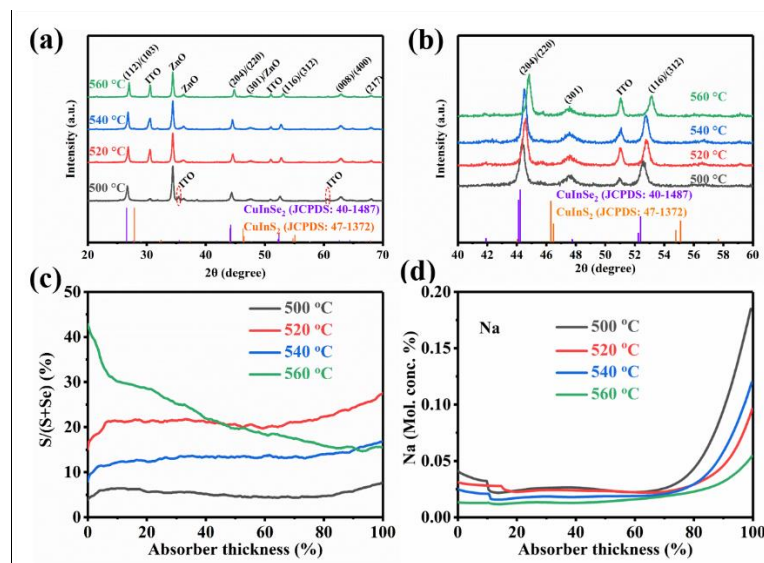 (a)
(112)/(103)
ITO
ZnO
ZnO
(204)/(220)
(301)/ZnO
ITO
(116)/(312)
(008)/(400)
(217)
560 °C
540 °C
520 °C
500 °C
ITO
ITO
CuInSe₂ (JCPDS: 40-1487)
CuInS₂ (JCPDS: 47-1372)
Intensity (a.u.)
20 30 40 50 60 70
2θ (degree)
(b)
(204)/(220)
(301)
ITO
(116)/(312)
560 °C
540 °C
520 °C
500 °C
CuInSe₂ (JCPDS: 40-1487)
CuInS₂ (JCPDS: 47-1372)
Intensity (a.u.)
40 42 44 46 48 50 52 54 56 58 60
2θ (degree)
(c)
500 °C
520 °C
540 °C
560 °C
S/(S+Se) (%)
50
40
30
20
10
0
0 20 40 60 80 100
Absorber thickness (%)
(d)
Na
500 °C
520 °C
540 °C
560 °C
Na (Mol. conc. %)
0.20
0.15
0.10
0.05
0.00
0 20 40 60 80 100
Absorber thickness (%)